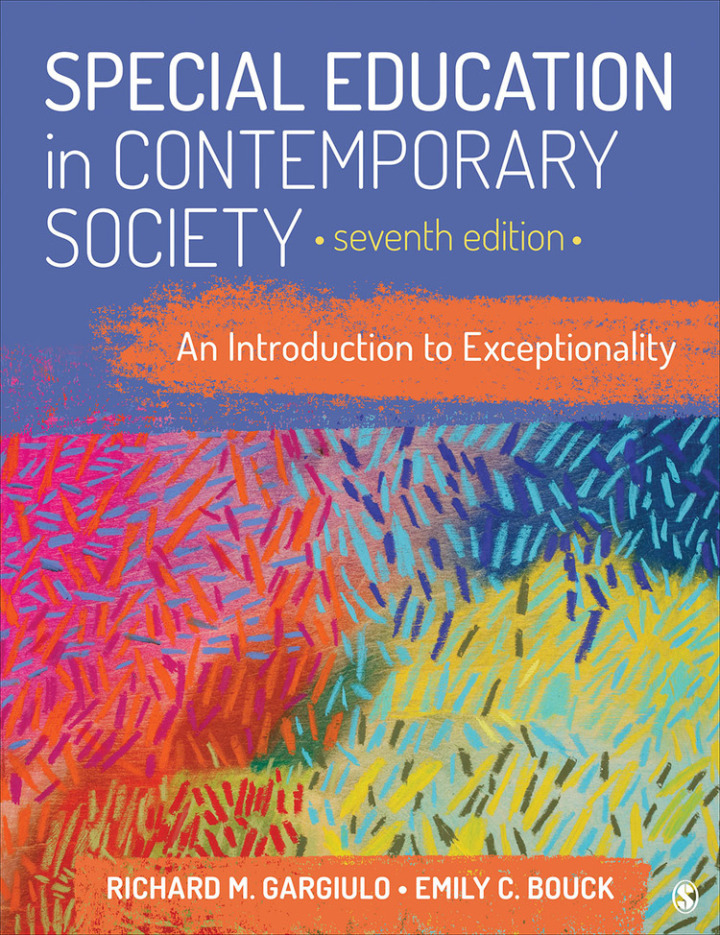 SPECIAL EDUCATION
in CONTEMPORARY
SOCIETY • seventh edition •
An Introduction to Exceptionality
RICHARD M. GARGIULO • EMILY C. BOUCK
S